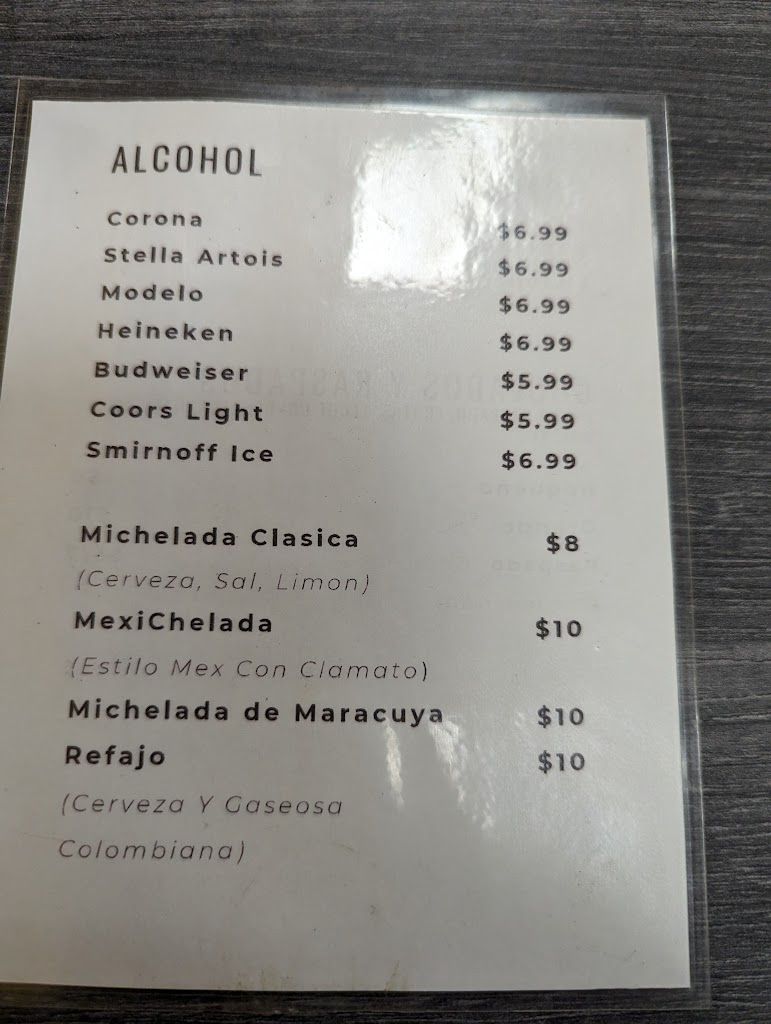 ALCOHOL
Corona $6.99
Stella Artois $6.99
Modelo $6.99
Heineken $6.99
Budweiser $5.99
Coors Light $5.99
Smirnoff Ice $6.99
Michelada Clasica $8
(Cerveza, Sal, Limon)
MexiChelada $10
(Estilo Mex Con Clamato)
Michelada de Maracuya $10
Refajo $10
(Cerveza Y Gaseosa
Colombiana)